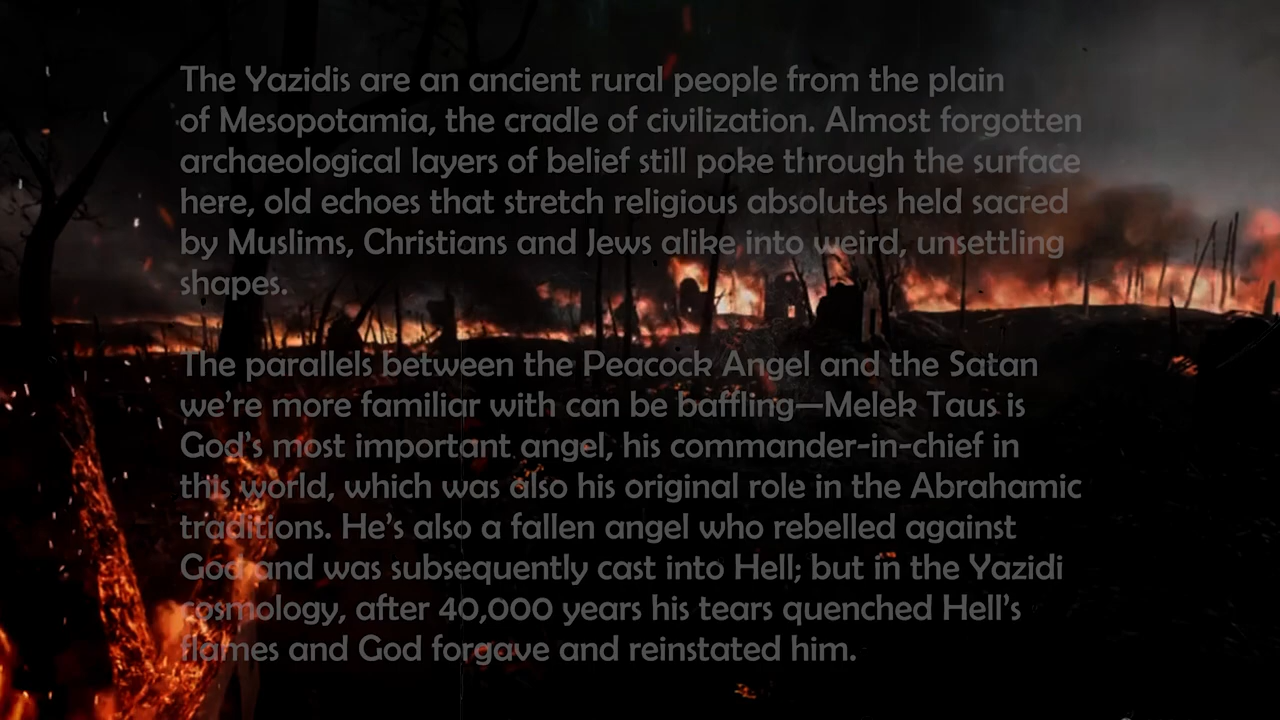 The Yazidis are an ancient rural people from the plain
of Mesopotamia, the cradle of civilization. Almost forgotten
archaeological layers of belief still poke through the surface
here, old echoes that stretch religious absolutes held sacred
by Muslims, Christians and Jews alike into weird, unsettling
shapes.
The parallels between the Peacock Angel and the Satan
we’re more familiar with can be baffling—Melek Taus is
God’s most important angel, his commander-in-chief in
this world, which was also his original role in the Abrahamic
traditions. He’s also a fallen angel who rebelled against
God and was subsequently cast into Hell; but in the Yazidi
cosmology, after 40,000 years his tears quenched Hell’s
flames and God forgave and reinstated him.